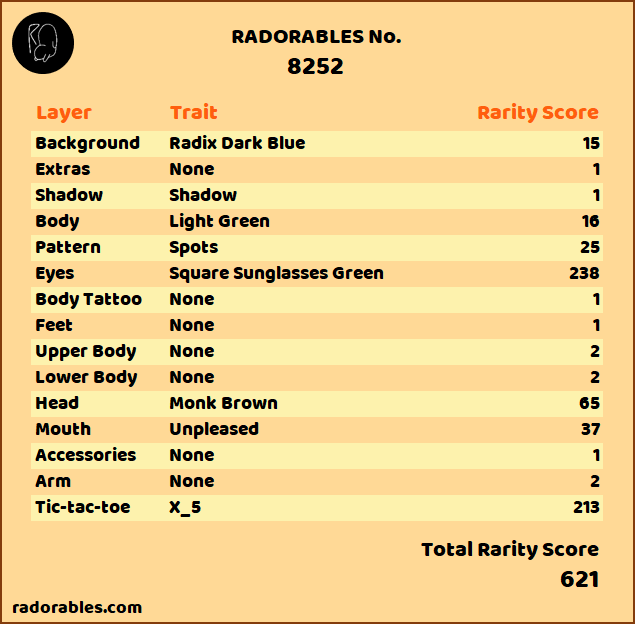 RADORABLES No.
8252
Layer Trait Rarity Score
Background Radix Dark Blue 15
Extras None 1
Shadow Shadow 1
Body Light Green 16
Pattern Spots 25
Eyes Square Sunglasses Green 238
Body Tattoo None 1
Feet None 1
Upper Body None 2
Lower Body None 2
Head Monk Brown 65
Mouth Unpleased 37
Accessories None 1
Arm None 2
Tic-tac-toe X_5 213
Total Rarity Score
621
radorables.com